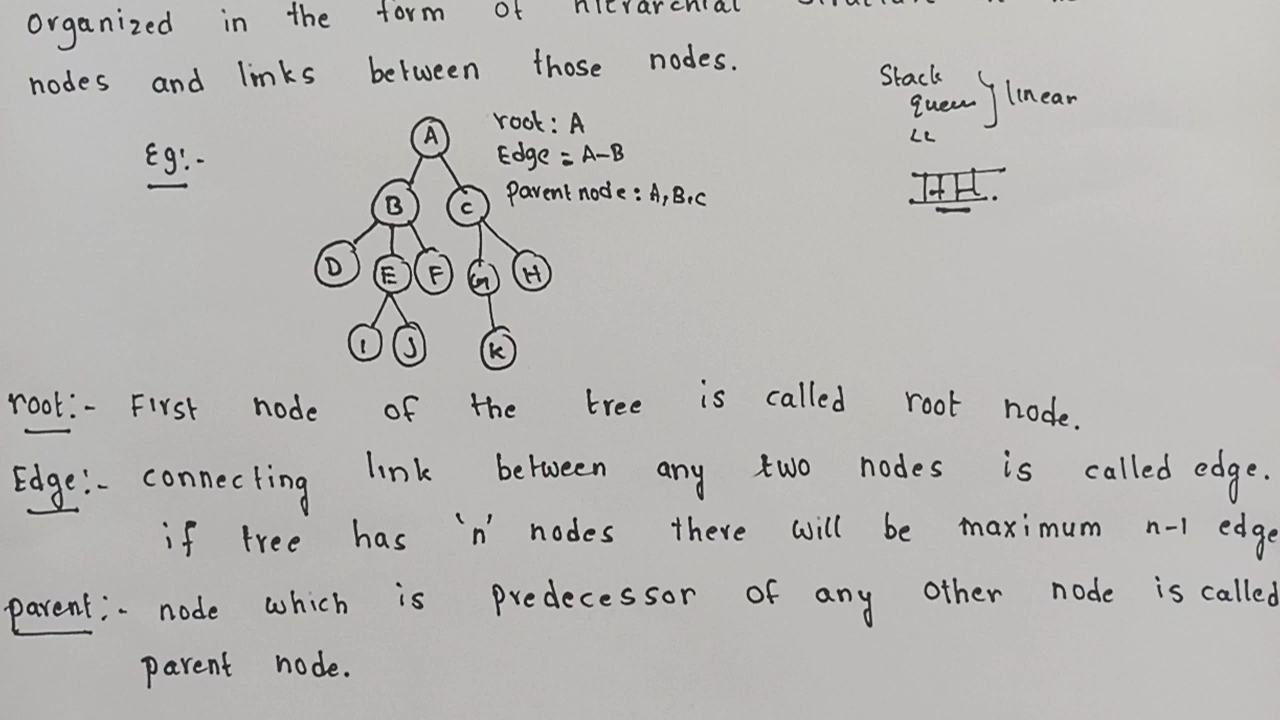 organized in the form of hierarchial
nodes and links between those nodes.
Stack
queue
LL
linear
Eg:-
root: A
Edge = A-B
parent node: A, B, C
A
B C
D E F G H
I J K
root:- First node of the tree is called root node.
Edge:- connecting link between any two nodes is called edge.
if tree has 'n' nodes there will be maximum n-1 edge
parent:- node which is predecessor of any other node is called
parent node.